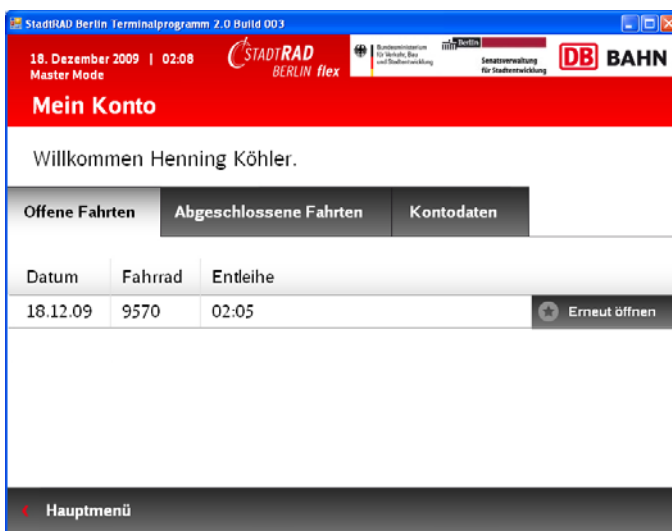 StadtRAD Berlin Terminalprogramm 2.0 Build 003
18. Dezember 2009 | 02:08
Master Mode
STADTRAD
BERLIN flex
Bundesministerium
für Verkehr, Bau
und Stadtentwicklung
Berlin
Senatsverwaltung
für Stadtentwicklung
DB BAHN
Mein Konto
Willkommen Henning Köhler.
Offene Fahrten Abgeschlossene Fahrten Kontodaten
Datum Fahrrad Entleihe
18.12.09 9570 02:05 Erneut öffnen
Hauptmenü